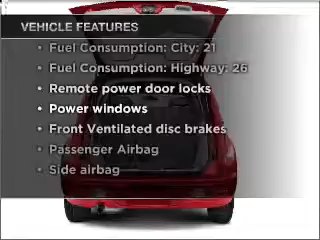 VEHICLE FEATURES
• Fuel Consumption: City: 21
• Fuel Consumption: Highway: 26
• Remote power door locks
• Power windows
• Front Ventilated disc brakes
• Passenger Airbag
• Side airbag